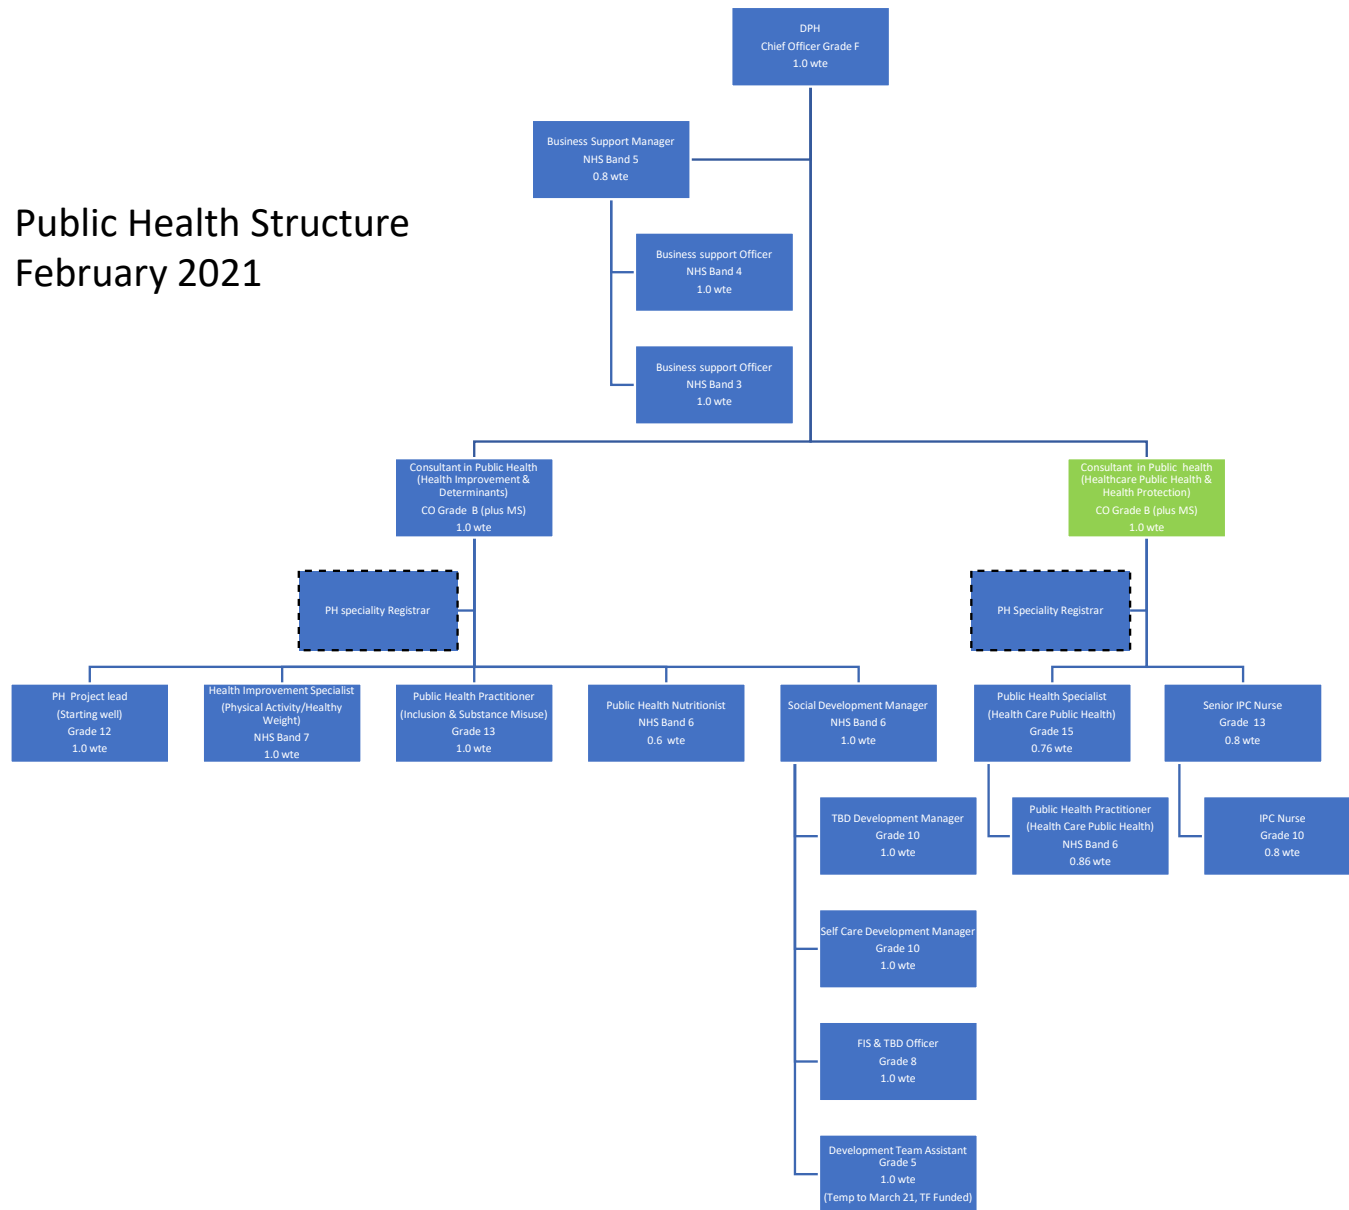 DPH
Chief Officer Grade F
1.0 wte
Business Support Manager
NHS Band 5
0.8 wte
Public Health Structure
February 2021
Business support Officer
NHS Band 4
1.0 wte
Business support Officer
NHS Band 3
1.0 wte
Consultant in Public Health
(Health Improvement &
Determinants)
CO Grade B (plus MS)
1.0 wte
Consultant in Public health
(Healthcare Public Health &
Health Protection)
CO Grade B (plus MS)
1.0 wte
PH speciality Registrar
PH Speciality Registrar
PH Project lead
(Starting well)
Grade 12
1.0 wte
Health Improvement Specialist
(Physical Activity/Healthy
Weight)
NHS Band 7
1.0 wte
Public Health Practitioner
(Inclusion & Substance Misuse)
Grade 13
1.0 wte
Public Health Nutritionist
NHS Band 6
0.6 wte
Social Development Manager
NHS Band 6
1.0 wte
Public Health Specialist
(Health Care Public Health)
Grade 15
0.76 wte
Senior IPC Nurse
Grade 13
0.8 wte
TBD Development Manager
Grade 10
1.0 wte
Public Health Practitioner
(Health Care Public Health)
NHS Band 6
0.86 wte
IPC Nurse
Grade 10
0.8 wte
Self Care Development Manager
Grade 10
1.0 wte
FIS & TBD Officer
Grade 8
1.0 wte
Development Team Assistant
Grade 5
1.0 wte
(Temp to March 21, TF Funded)